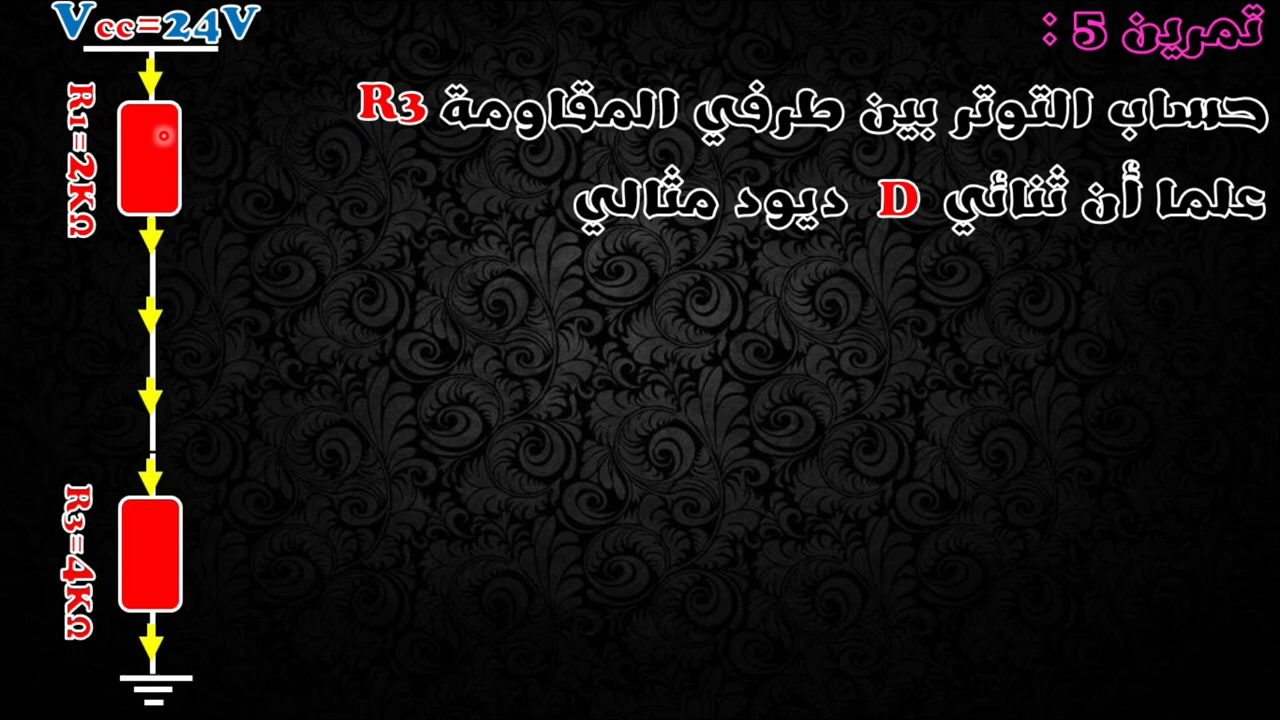 تمرين 5 :
Vcc=24V
حساب التوتر بين طرفي المقاومة R3
علما أن ثنائي D ديود مثالي
R1=2KΩ
R3=4KΩ